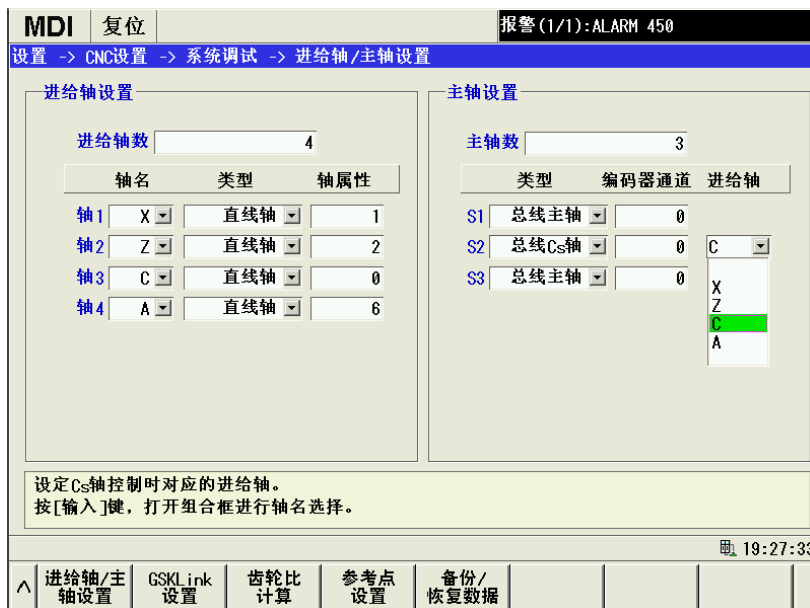 MDI 复位 报警(1/1):ALARM 450
设置 -> CNC设置 -> 系统调试 -> 进给轴/主轴设置
进给轴设置
进给轴数 4
轴名 类型 轴属性
轴1 X 直线轴 1
轴2 Z 直线轴 2
轴3 C 直线轴 0
轴4 A 直线轴 6
主轴设置
主轴数 3
类型 编码器通道 进给轴
S1 总线主轴 0
S2 总线Cs轴 0 C
S3 总线主轴 0
X
Z
C
A
设定Cs轴控制时对应的进给轴。
按[输入]键，打开组合框进行轴名选择。
19:27:33
^ 进给轴/主轴设置 GSKLink设置 齿轮比计算 参考点设置 备份/恢复数据